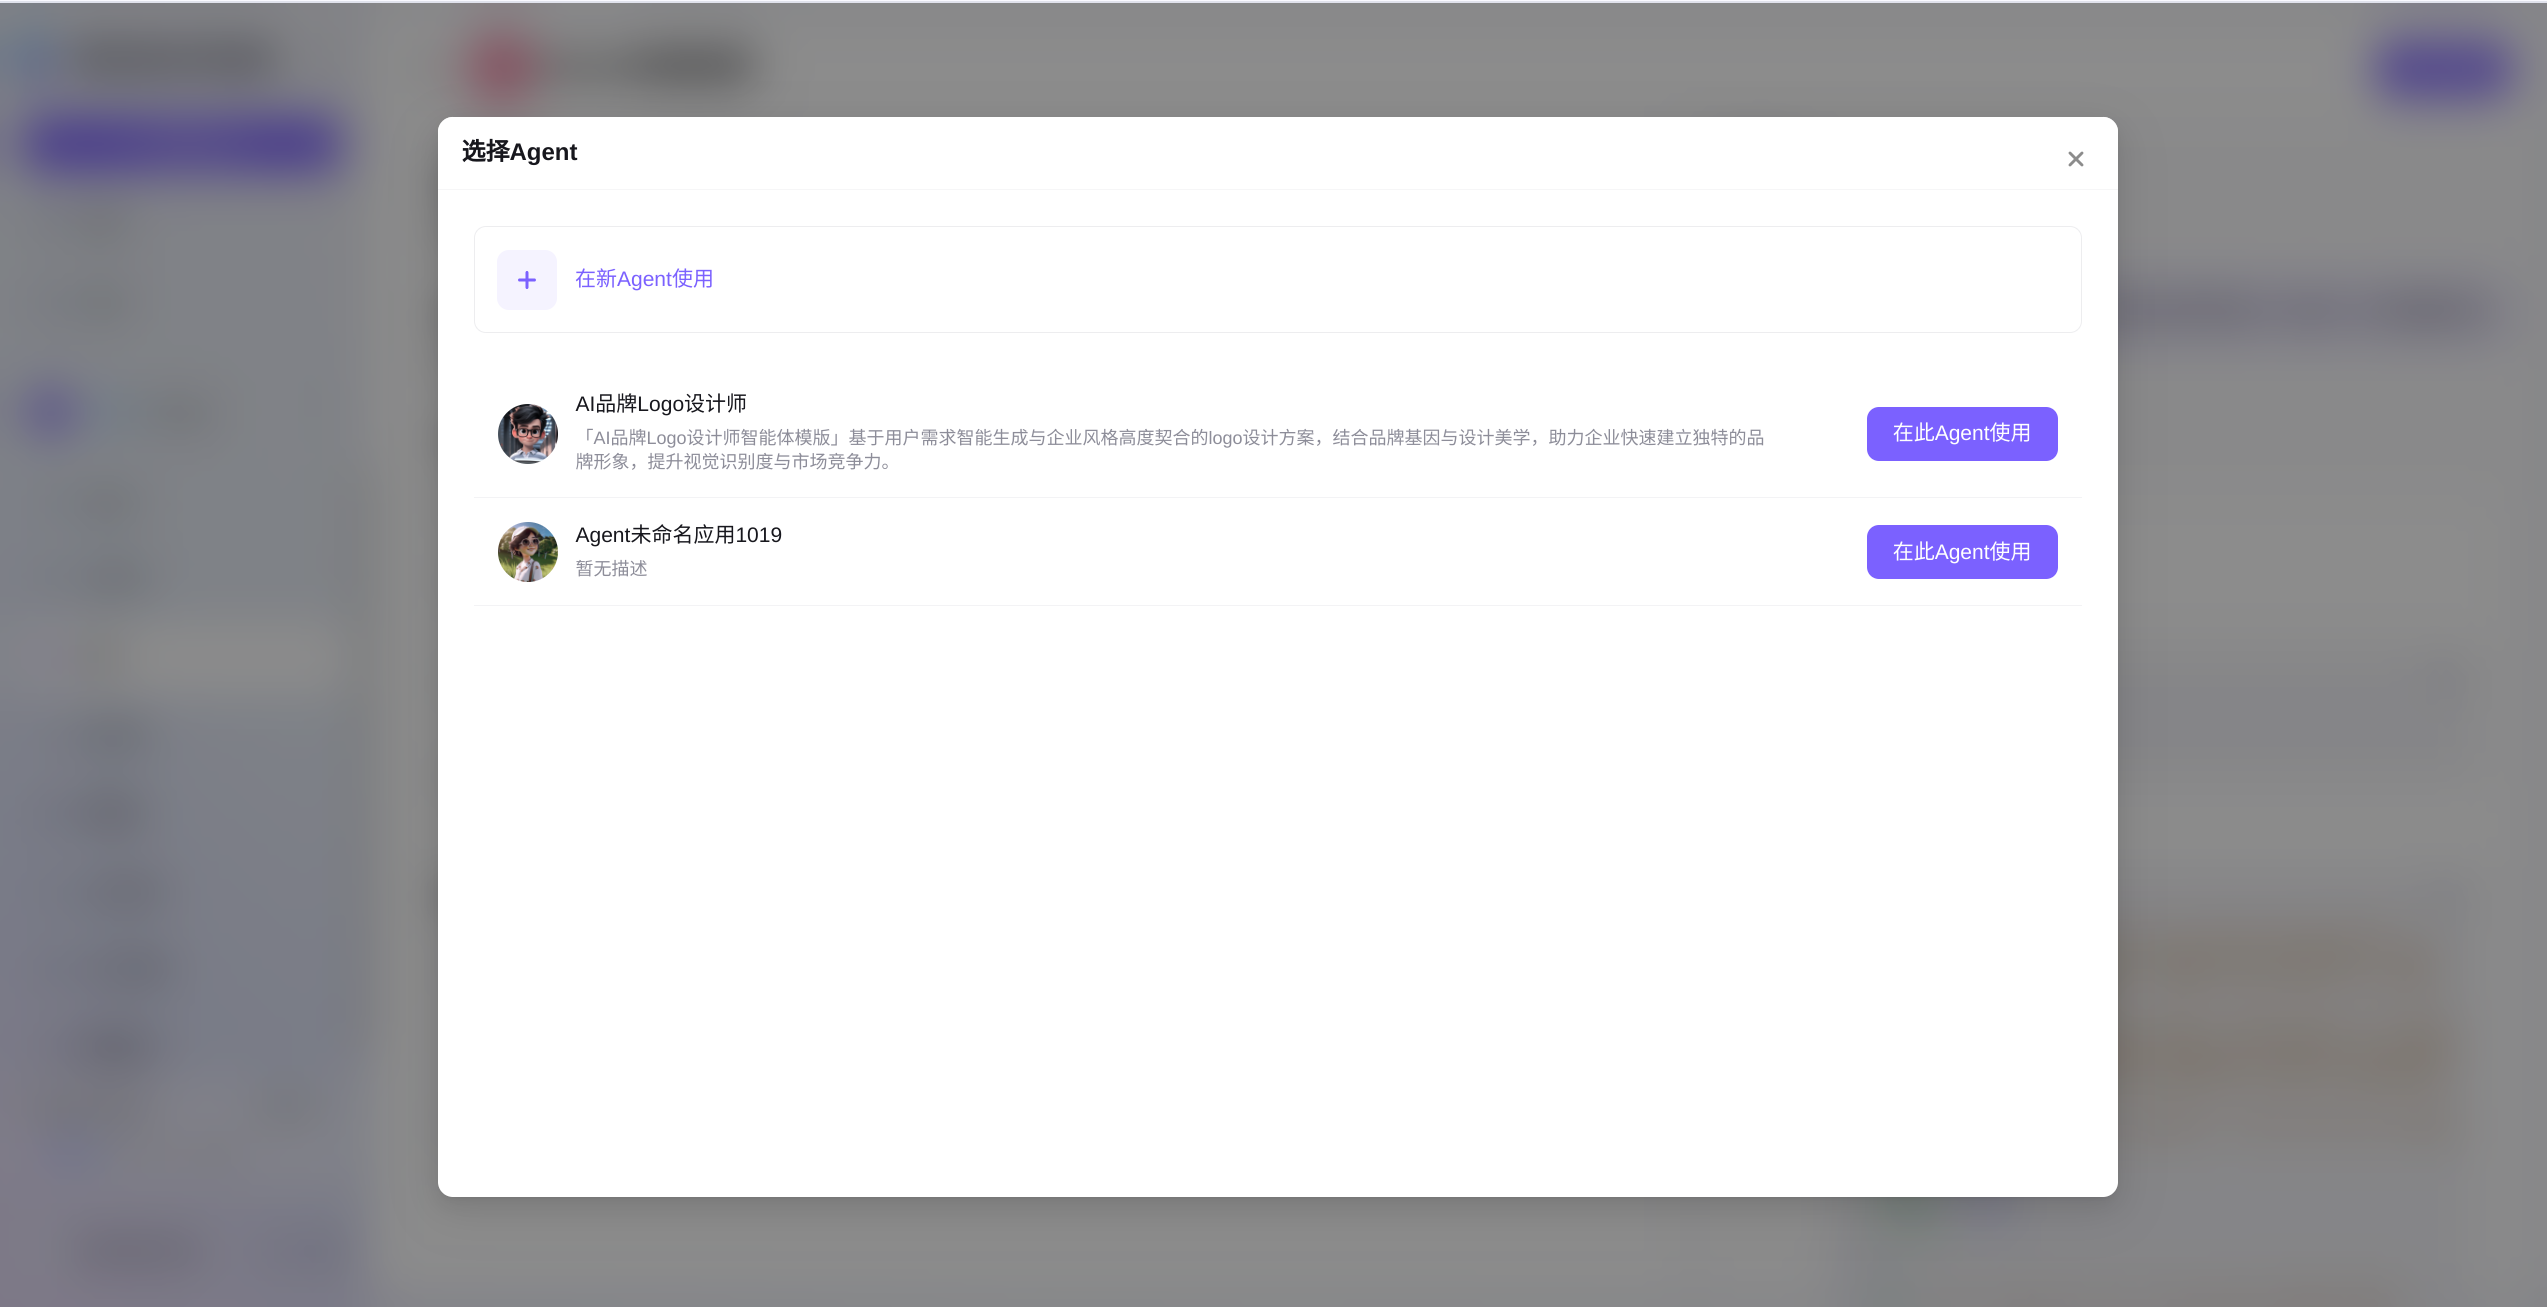 选择Agent
在新Agent使用
AI品牌Logo设计师
「AI品牌Logo设计师智能体模版」基于用户需求智能生成与企业风格高度契合的logo设计方案，结合品牌基因与设计美学，助力企业快速建立独特的品
牌形象，提升视觉识别度与市场竞争力。
在此Agent使用
Agent未命名应用1019
暂无描述
在此Agent使用